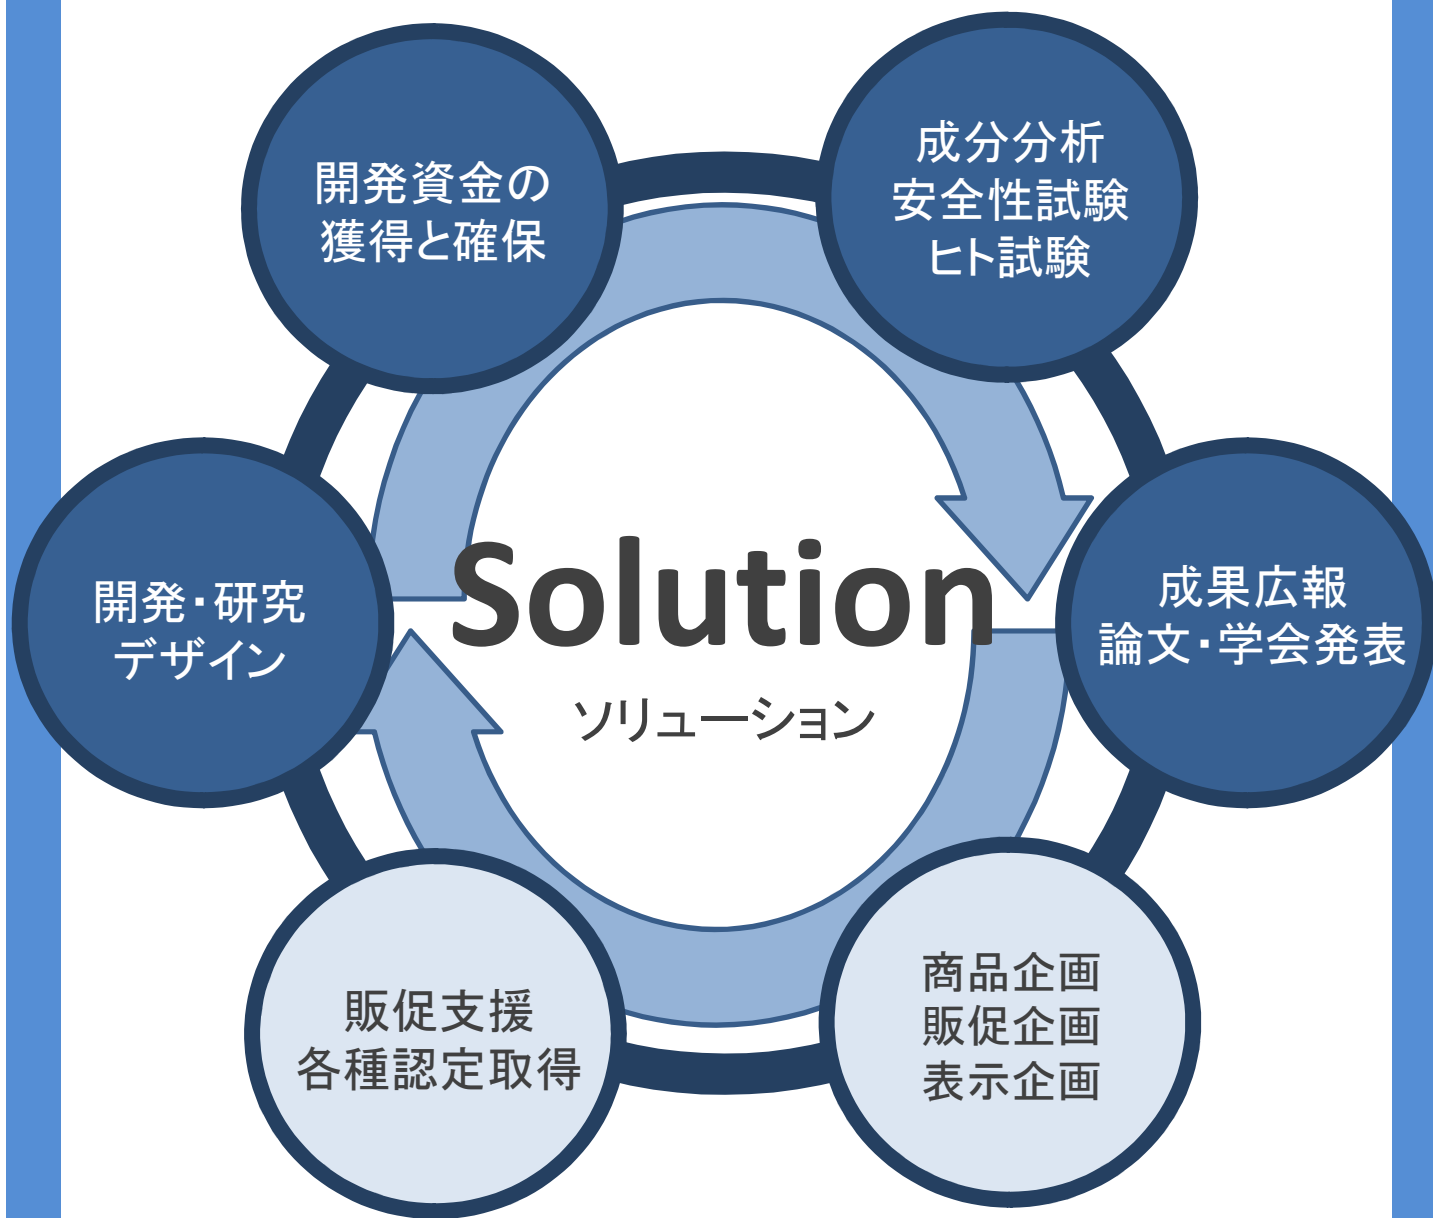 開発資金の
獲得と確保
成分分析
安全性試験
ヒト試験
開発・研究
デザイン
Solution
ソリューション
成果広報
論文・学会発表
販促支援
各種認定取得
商品企画
販促企画
表示企画